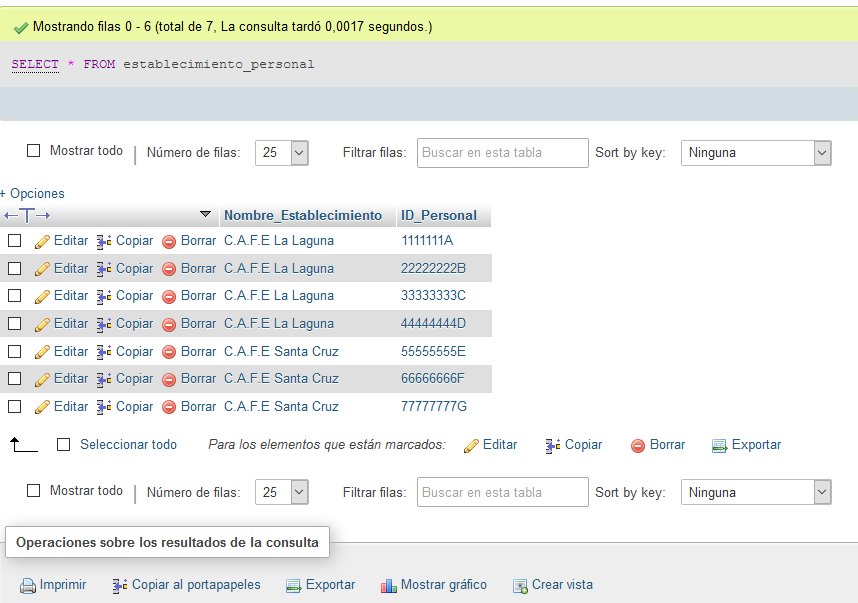 Mostrando filas 0 - 6 (total de 7, La consulta tardó 0,0017 segundos.)
SELECT * FROM establecimiento_personal
Mostrar todo | Número de filas: 25 Filtrar filas: Buscar en esta tabla Sort by key: Ninguna
+ Opciones
←T→ Nombre_Establecimiento ID_Personal
Editar Copiar Borrar C.A.F.E La Laguna 1111111A
Editar Copiar Borrar C.A.F.E La Laguna 22222222B
Editar Copiar Borrar C.A.F.E La Laguna 33333333C
Editar Copiar Borrar C.A.F.E La Laguna 44444444D
Editar Copiar Borrar C.A.F.E Santa Cruz 55555555E
Editar Copiar Borrar C.A.F.E Santa Cruz 66666666F
Editar Copiar Borrar C.A.F.E Santa Cruz 77777777G
Seleccionar todo Para los elementos que están marcados: Editar Copiar Borrar Exportar
Mostrar todo | Número de filas: 25 Filtrar filas: Buscar en esta tabla Sort by key: Ninguna
Operaciones sobre los resultados de la consulta
Imprimir Copiar al portapapeles Exportar Mostrar gráfico Crear vista